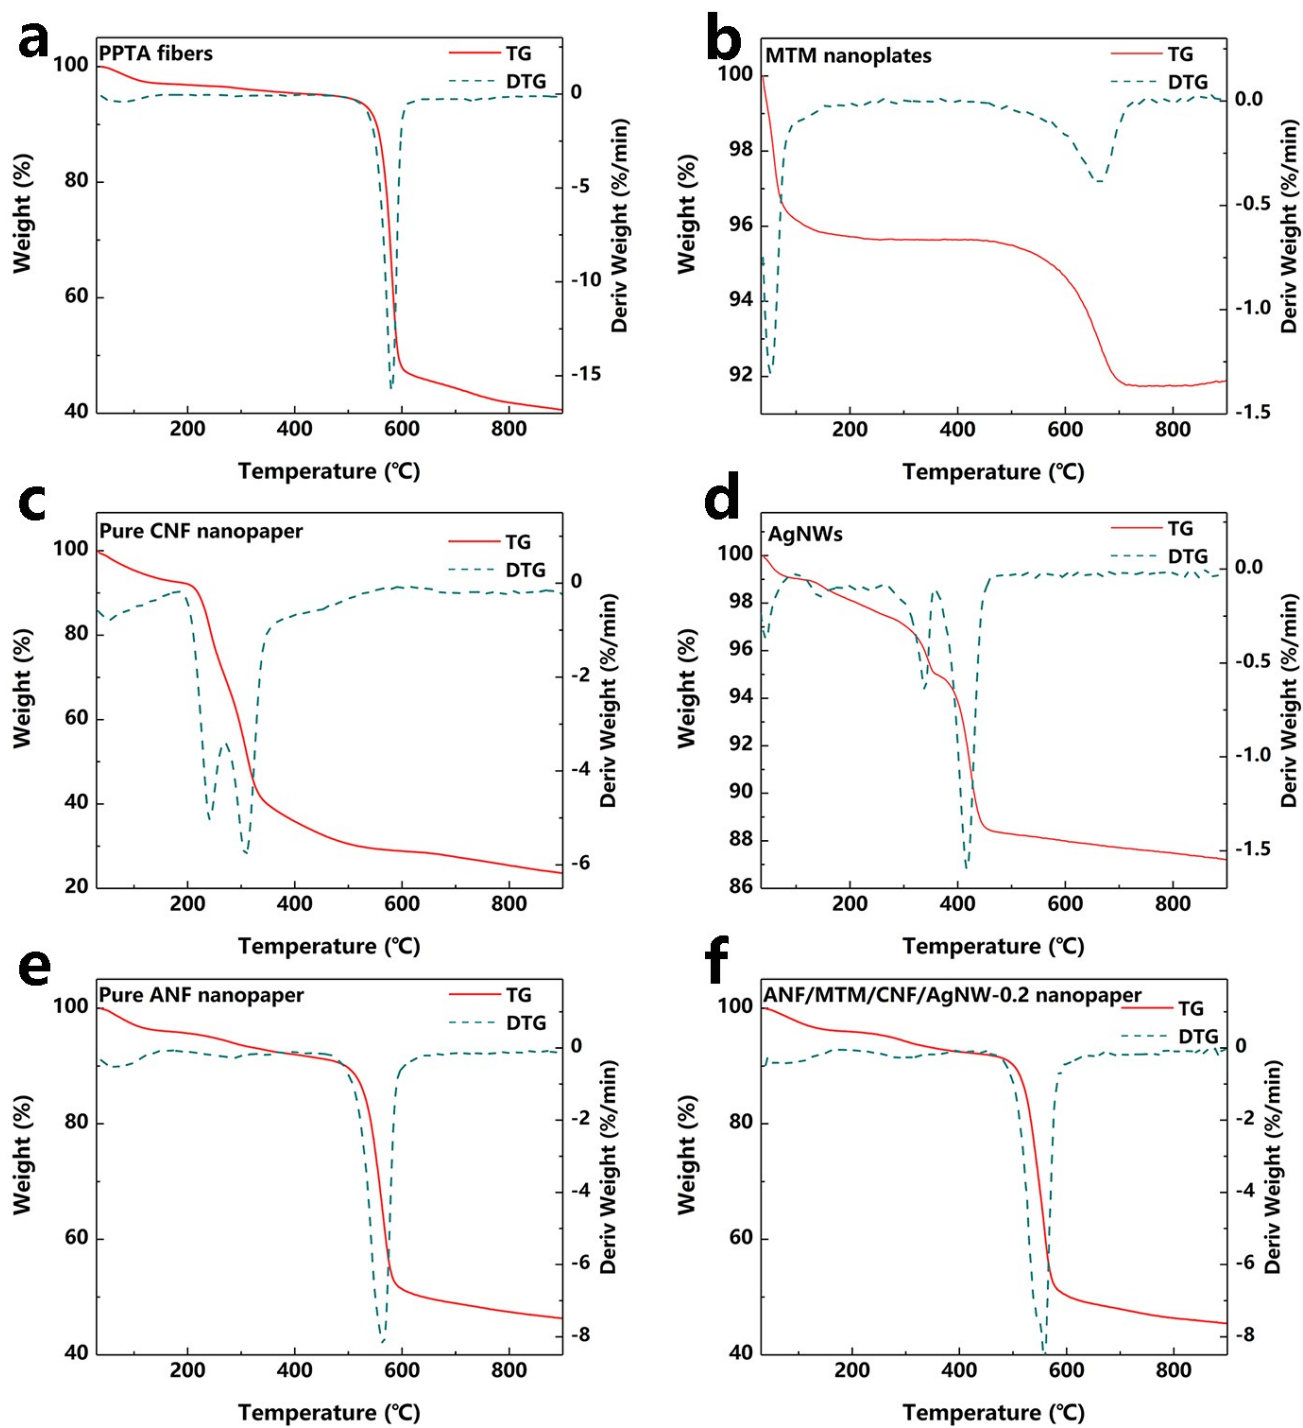 a
PPTA fibers
TG
DTG
100
80
60
40
0
-5
-10
-15
200
400
600
800
Weight (%)
Deriv Weight (%/min)
Temperature (℃)
b
MTM nanoplates
TG
DTG
100
98
96
94
92
0.0
-0.5
-1.0
-1.5
200
400
600
800
Weight (%)
Deriv Weight (%/min)
Temperature (℃)
c
Pure CNF nanopaper
TG
DTG
100
80
60
40
20
0
-2
-4
-6
200
400
600
800
Weight (%)
Deriv Weight (%/min)
Temperature (℃)
d
AgNWs
TG
DTG
100
98
96
94
92
90
88
86
0.0
-0.5
-1.0
-1.5
200
400
600
800
Weight (%)
Deriv Weight (%/min)
Temperature (℃)
e
Pure ANF nanopaper
TG
DTG
100
80
60
40
0
-2
-4
-6
-8
200
400
600
800
Weight (%)
Deriv Weight (%/min)
Temperature (℃)
f
ANF/MTM/CNF/AgNW-0.2 nanopaper
TG
DTG
100
80
60
40
0
-2
-4
-6
-8
200
400
600
800
Weight (%)
Deriv Weight (%/min)
Temperature (℃)